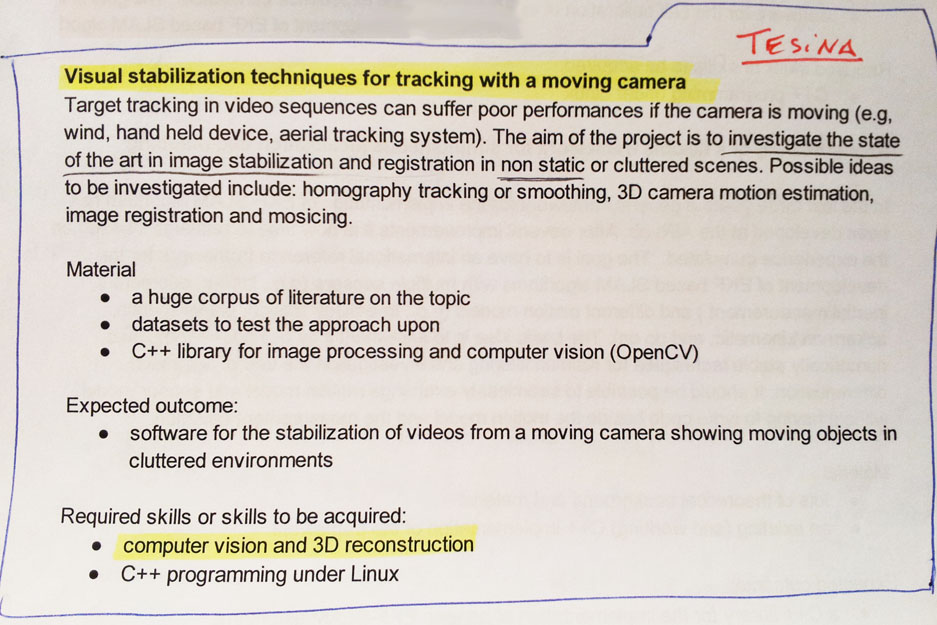 TESINA
Visual stabilization techniques for tracking with a moving camera
Target tracking in video sequences can suffer poor performances if the camera is moving (e.g,
wind, hand held device, aerial tracking system). The aim of the project is to investigate the state
of the art in image stabilization and registration in non static or cluttered scenes. Possible ideas
to be investigated include: homography tracking or smoothing, 3D camera motion estimation,
image registration and mosicing.
Material
• a huge corpus of literature on the topic
• datasets to test the approach upon
• C++ library for image processing and computer vision (OpenCV)
Expected outcome:
• software for the stabilization of videos from a moving camera showing moving objects in
cluttered environments
Required skills or skills to be acquired:
• computer vision and 3D reconstruction
• C++ programming under Linux